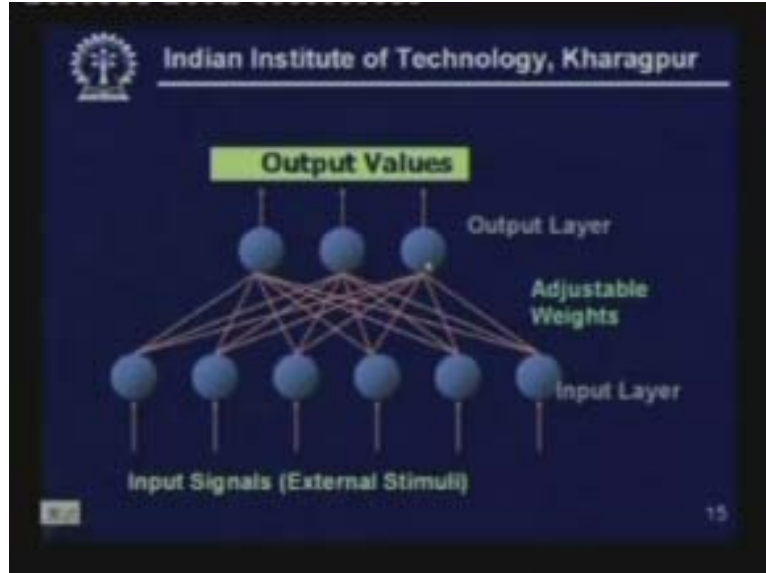 Indian Institute of Technology, Kharagpur
Output Values
Output Layer
Adjustable
Weights
Input Layer
Input Signals (External Stimuli)
15